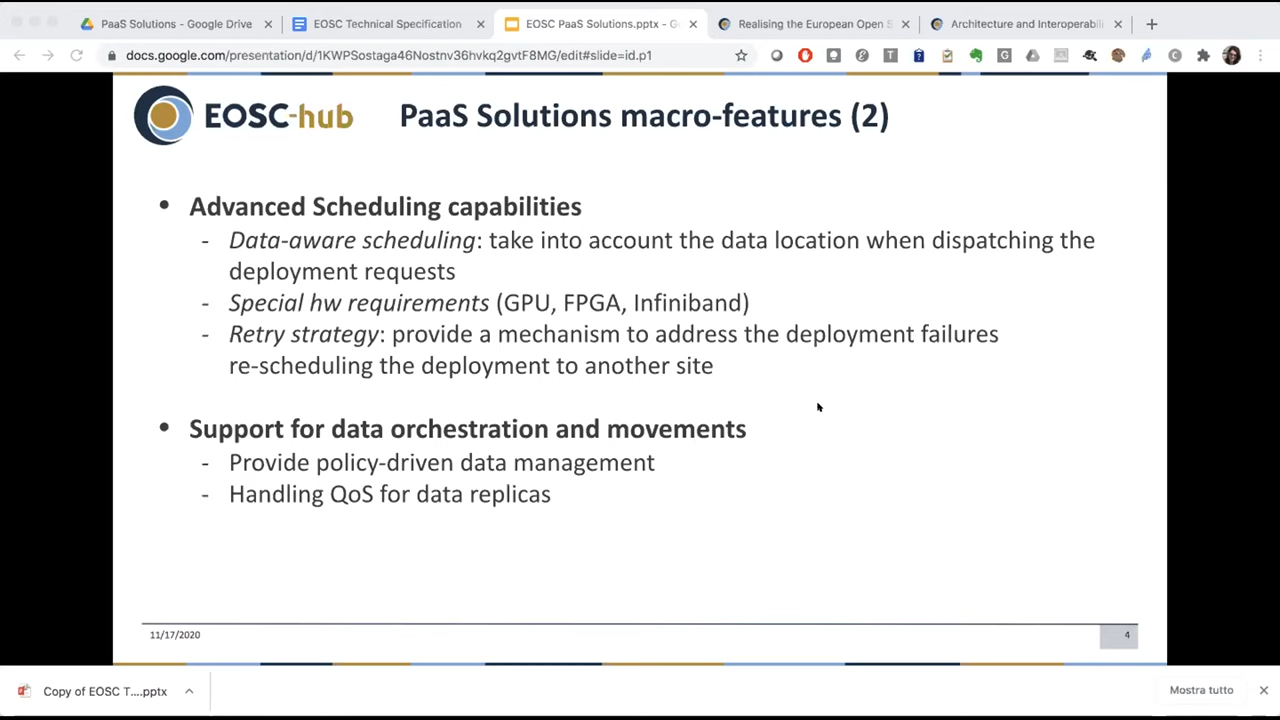 PaaS Solutions - Google Drive
EOSC Technical Specification
EOSC PaaS Solutions.pptx - G
Realising the European Open S
Architecture and Interoperabili
docs.google.com/presentation/d/1KWPSostaga46Nostnv36hvkq2gvtF8MG/edit#slide=id.p1
EOSC-hub
PaaS Solutions macro-features (2)
• Advanced Scheduling capabilities
- Data-aware scheduling: take into account the data location when dispatching the
deployment requests
- Special hw requirements (GPU, FPGA, Infiniband)
- Retry strategy: provide a mechanism to address the deployment failures
re-scheduling the deployment to another site
• Support for data orchestration and movements
- Provide policy-driven data management
- Handling QoS for data replicas
11/17/2020
4
Copy of EOSC T....pptx
Mostra tutto